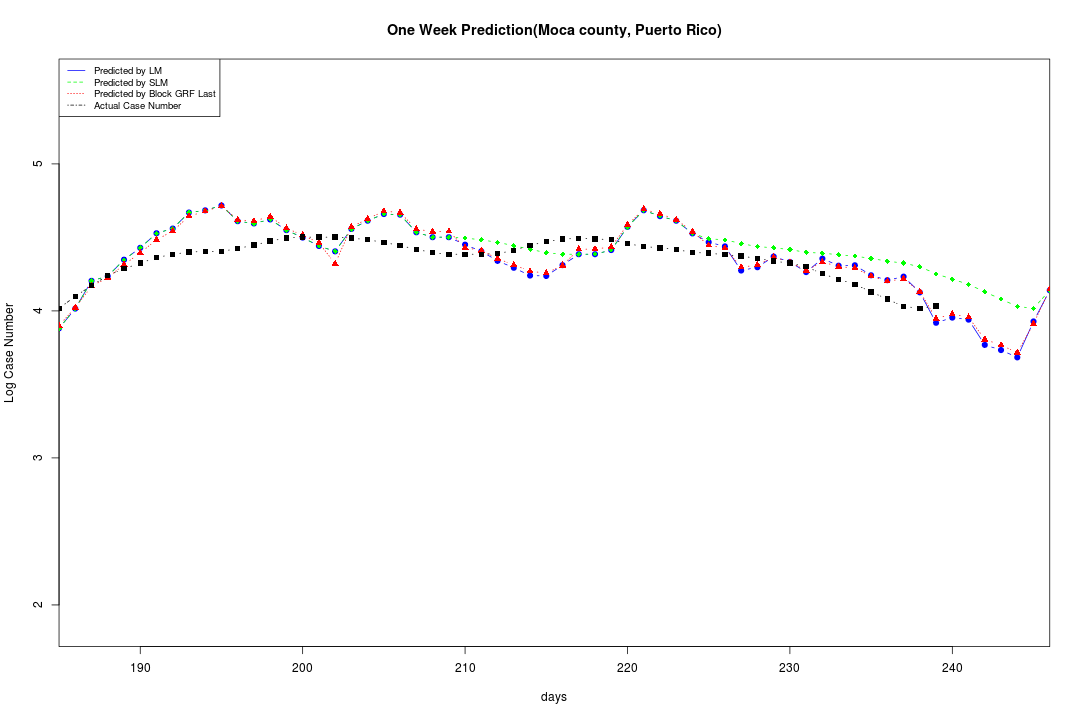 One Week Prediction(Moca county, Puerto Rico)
Predicted by LM
Predicted by SLM
Predicted by Block GRF Last
Actual Case Number
5
4
3
2
Log Case Number
190 200 210 220 230 240
days